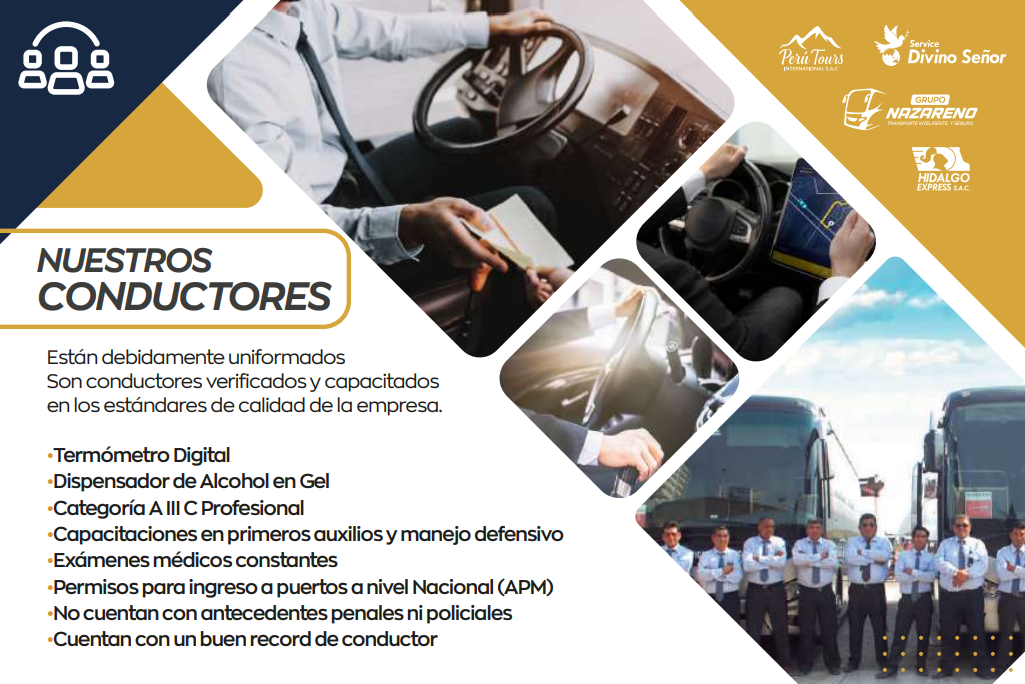 Perú Tours
INTERNATIONAL S.A.C
Service
Divino Señor
GRUPO
NAZARENO
TRANSPORTE INTELIGENTE Y SEGURO
HIDALGO
EXPRESS S.A.C.
NUESTROS
CONDUCTORES
Están debidamente uniformados
Son conductores verificados y capacitados
en los estándares de calidad de la empresa.
•Termómetro Digital
•Dispensador de Alcohol en Gel
•Categoría A III C Profesional
•Capacitaciones en primeros auxilios y manejo defensivo
•Exámenes médicos constantes
•Permisos para ingreso a puertos a nivel Nacional (APM)
•No cuentan con antecedentes penales ni policiales
•Cuentan con un buen record de conductor